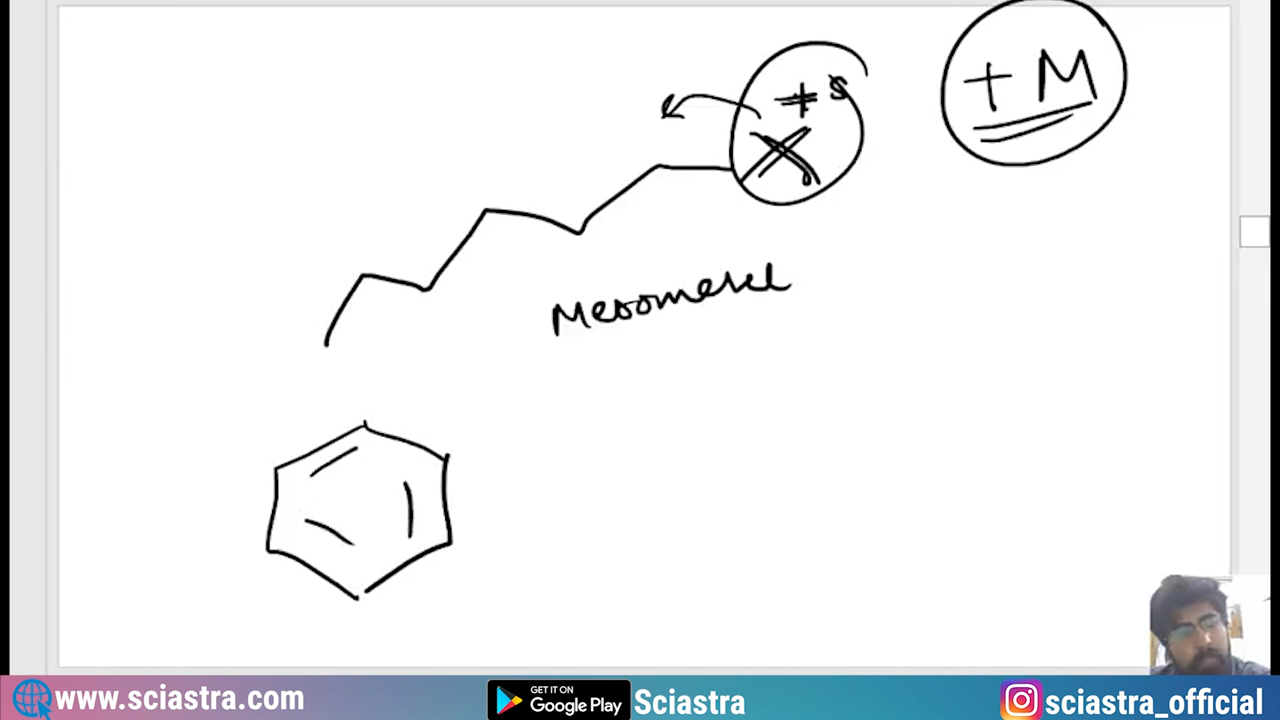 + M
+ s
X
Mesomeric
www.sciastra.com
GET IT ON
Google Play
Sciastra
sciastra_official